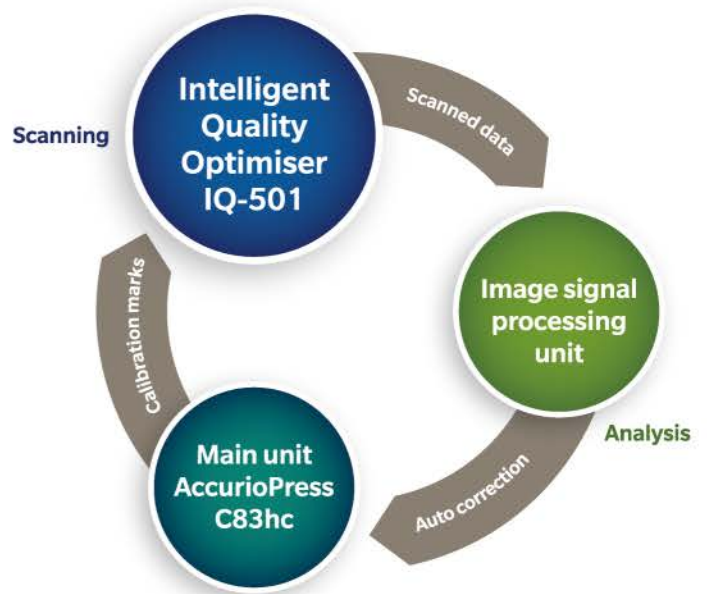 Intelligent
Quality
Optimiser
IQ-501
Scanning
Scanned data
Image signal
processing
unit
Analysis
Auto correction
Main unit
AccurioPress
C83hc
Calibration marks